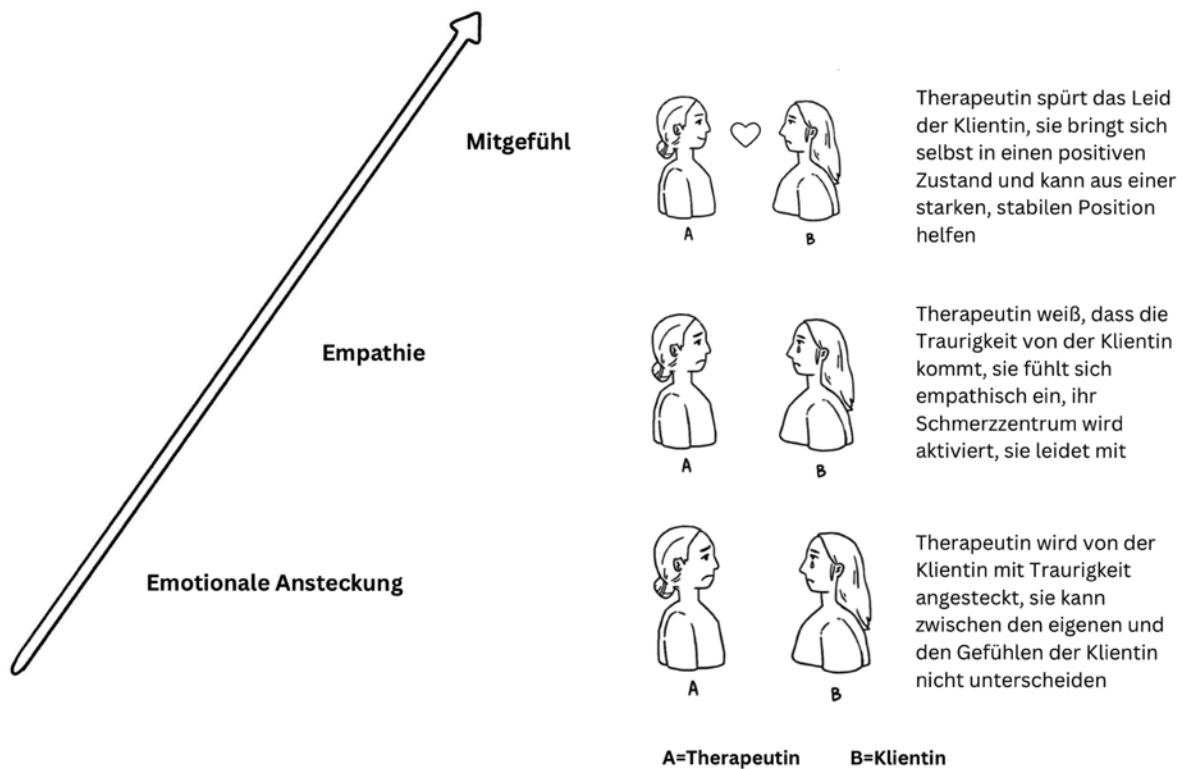 Mitgefühl
Therapeutin spürt das Leid
der Klientin, sie bringt sich
selbst in einen positiven
Zustand und kann aus einer
starken, stabilen Position
helfen
A
B
Empathie
Therapeutin weiß, dass die
Traurigkeit von der Klientin
kommt, sie fühlt sich
empathisch ein, ihr
Schmerzzentrum wird
aktiviert, sie leidet mit
A
B
Emotionale Ansteckung
Therapeutin wird von der
Klientin mit Traurigkeit
angesteckt, sie kann
zwischen den eigenen und
den Gefühlen der Klientin
nicht unterscheiden
A
B
A=Therapeutin B=Klientin